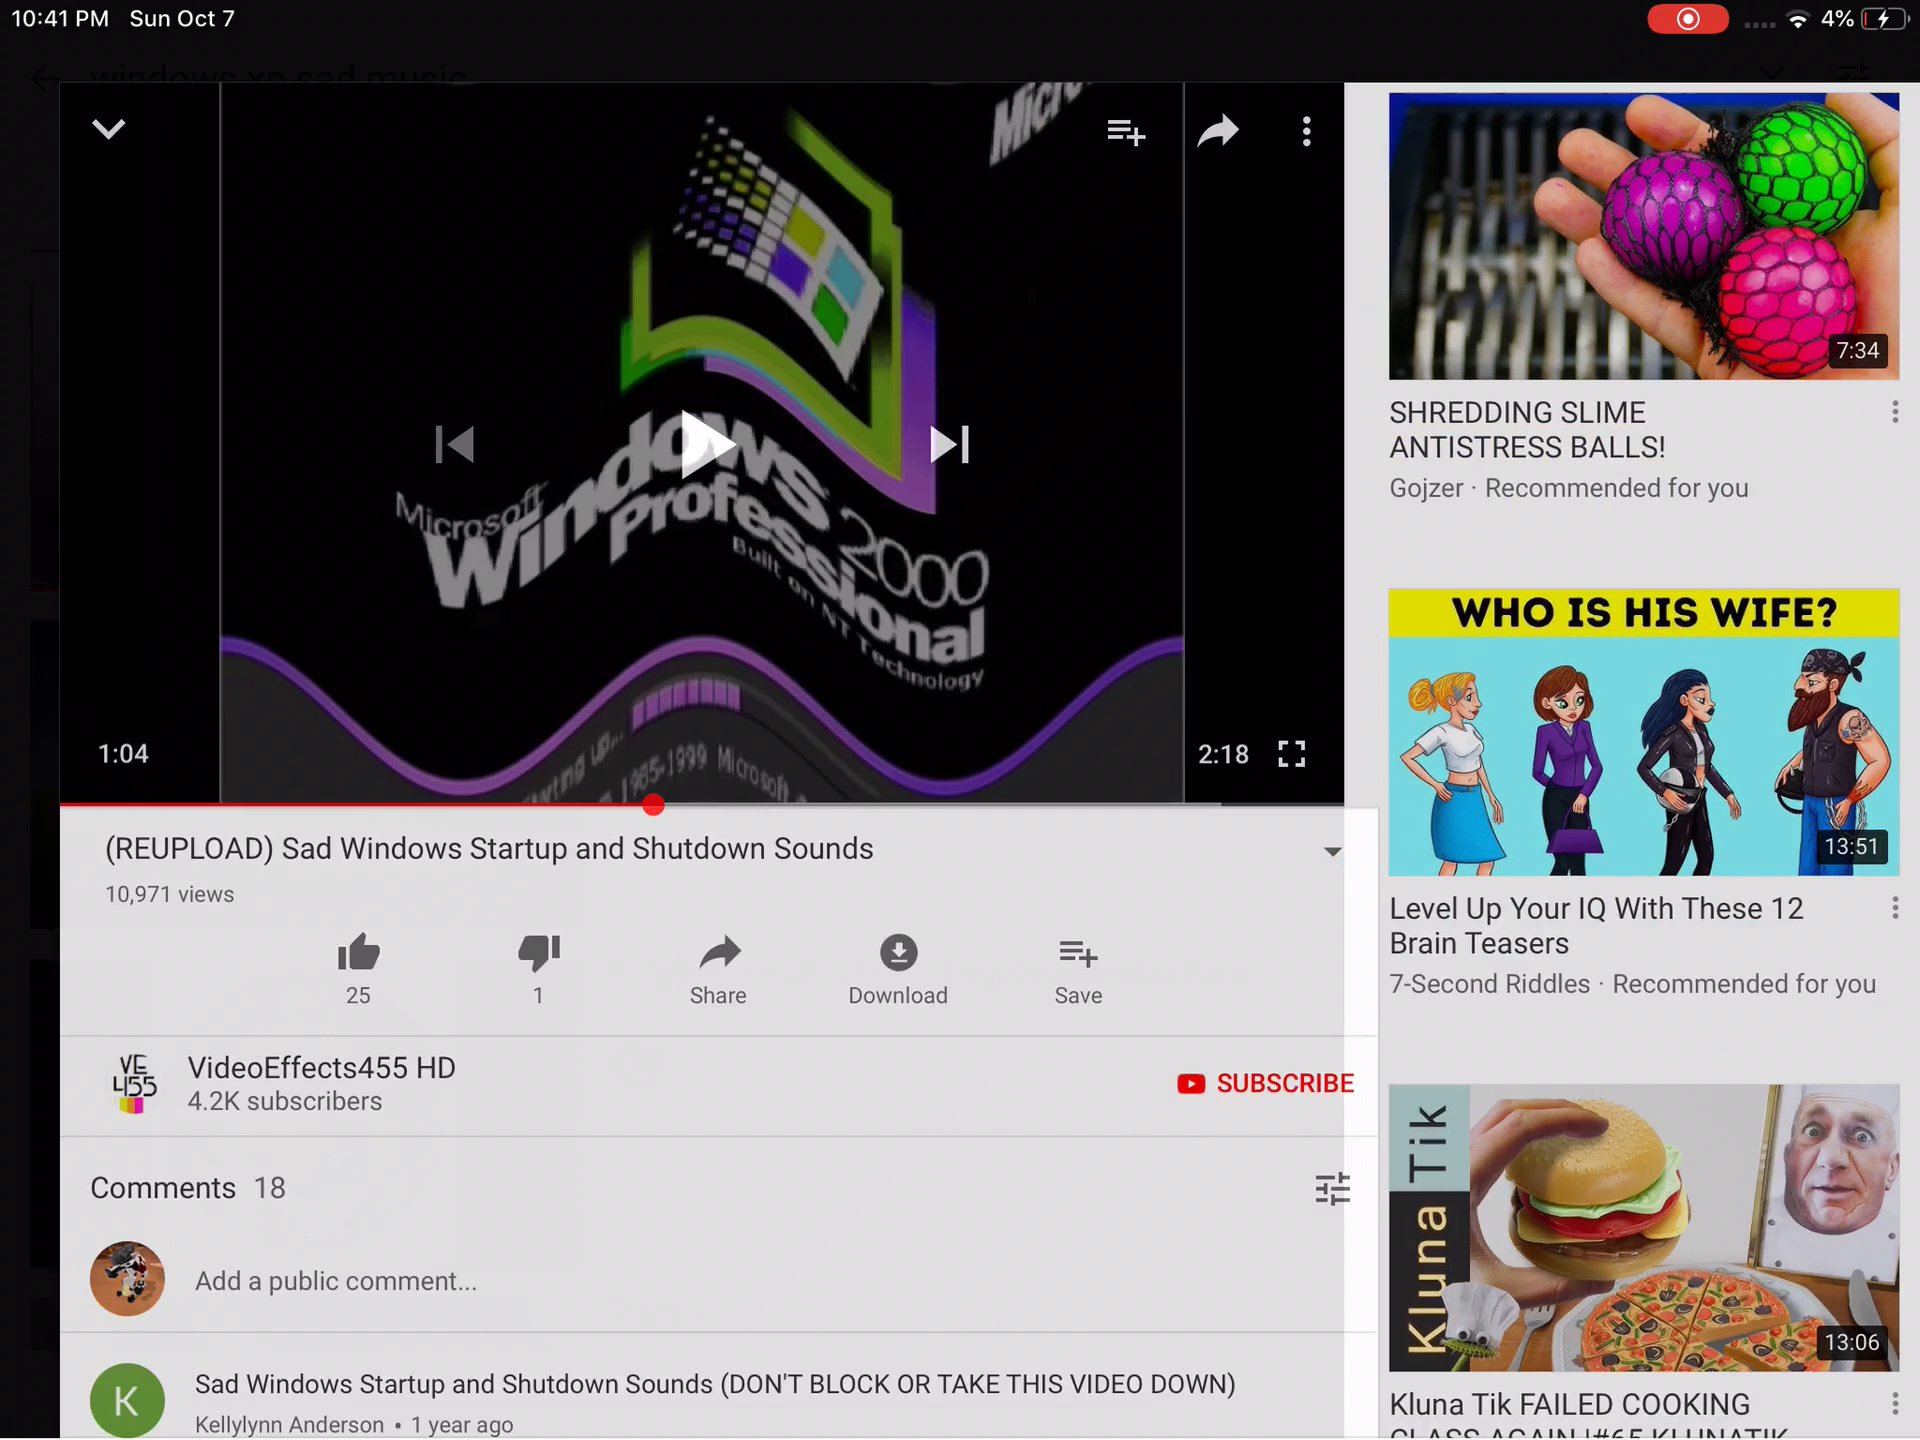 10:41 PM Sun Oct 7
4%
windows xp sad music
Micro
Microsoft
Windows 2000
Professional
Built on NT Technology
1:04
2:18
1985-1999 Microsoft
(REUPLOAD) Sad Windows Startup and Shutdown Sounds
10,971 views
25
1
Share
Download
Save
VE
455
VideoEffects455 HD
4.2K subscribers
SUBSCRIBE
Comments 18
Add a public comment...
K
Sad Windows Startup and Shutdown Sounds (DON'T BLOCK OR TAKE THIS VIDEO DOWN)
Kellylynn Anderson • 1 year ago
7:34
SHREDDING SLIME
ANTISTRESS BALLS!
Gojzer · Recommended for you
WHO IS HIS WIFE?
13:51
Level Up Your IQ With These 12
Brain Teasers
7-Second Riddles · Recommended for you
Kluna Tik
13:06
Kluna Tik FAILED COOKING
CLASS AGAIN |#65 KLUNATIK